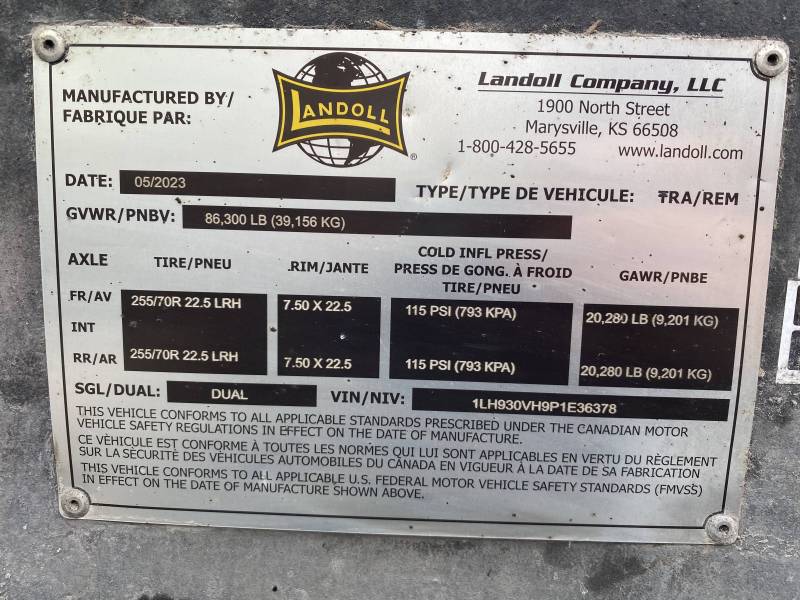 MANUFACTURED BY/
FABRIQUE PAR:
LANDOLL
®
Landoll Company, LLC
1900 North Street
Marysville, KS 66508
1-800-428-5655 www.landoll.com
DATE: 05/2023
TYPE/TYPE DE VEHICULE: TRA/REM
GVWR/PNBV: 86,300 LB (39,156 KG)
AXLE TIRE/PNEU RIM/JANTE COLD INFL PRESS/ PRESS DE GONG. À FROID TIRE/PNEU GAWR/PNBE
FR/AV 255/70R 22.5 LRH 7.50 X 22.5 115 PSI (793 KPA) 20,280 LB (9,201 KG)
INT
RR/AR 255/70R 22.5 LRH 7.50 X 22.5 115 PSI (793 KPA) 20,280 LB (9,201 KG)
SGL/DUAL: DUAL VIN/NIV: 1LH930VH9P1E36378
THIS VEHICLE CONFORMS TO ALL APPLICABLE STANDARDS PRESCRIBED UNDER THE CANADIAN MOTOR
VEHICLE SAFETY REGULATIONS IN EFFECT ON THE DATE OF MANUFACTURE.
CE VÈHICULE EST CONFORME À TOUTES LES NORMES QUI LUI SONT APPLICABLES EN VERTU DU RÈGLEMENT
SUR LA SÈCURITÈ DES VÈHICULES AUTOMOBILES DU CANADA EN VIGUEUR À LA DATE DE SA FABRICATION
THIS VEHICLE CONFORMS TO ALL APPLICABLE U.S. FEDERAL MOTOR VEHICLE SAFETY STANDARDS (FMVSS)
IN EFFECT ON THE DATE OF MANUFACTURE SHOWN ABOVE.